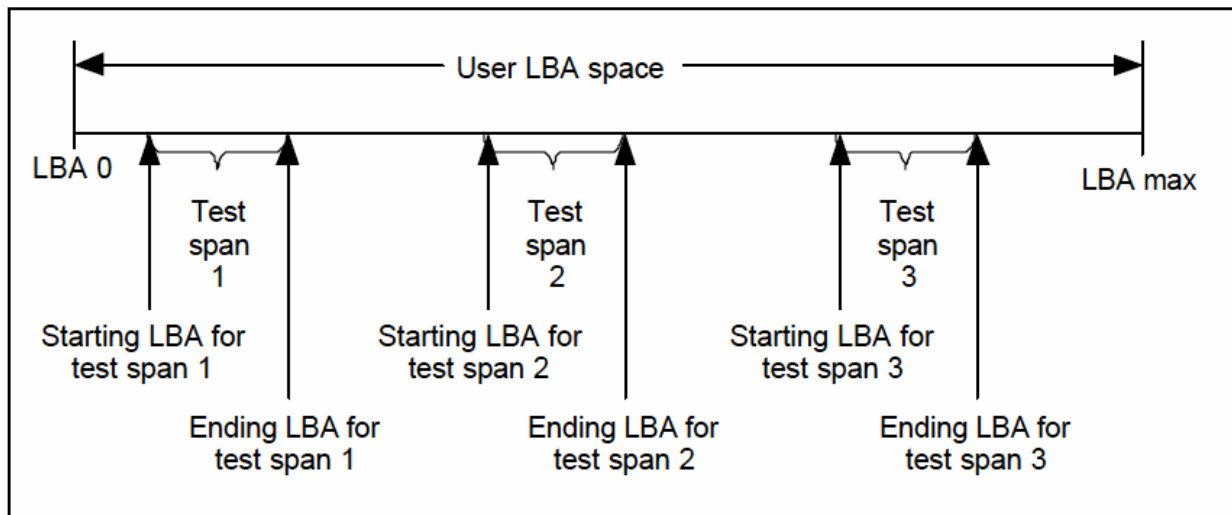 User LBA space
LBA 0
LBA max
Test
span
1
Test
span
2
Test
span
3
Starting LBA for
test span 1
Starting LBA for
test span 2
Starting LBA for
test span 3
Ending LBA for
test span 1
Ending LBA for
test span 2
Ending LBA for
test span 3